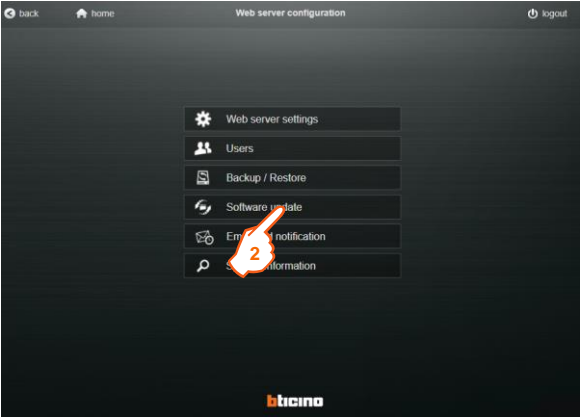 back home Web server configuration logout
Web server settings
Users
Backup / Restore
Software update
notification
2
information
bticino